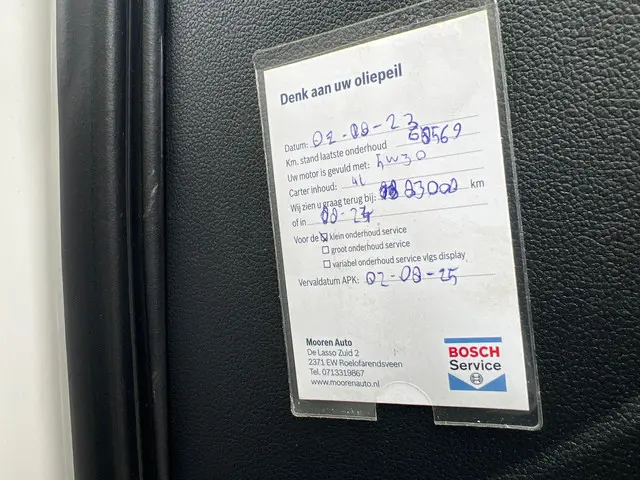 Denk aan uw oliepeil
Datum: 02-08-23
Km. stand laatste onderhoud 68569
Uw motor is gevuld met: 5W30
Carter inhoud: 4L
Wij zien u graag terug bij: 83000 km
of in 08-24
Voor de klein onderhoud service
groot onderhoud service
variabel onderhoud service vlgs display
Vervaldatum APK: 02-08-25
Mooren Auto
De Lasso Zuid 2
2371 EW Roelofarendsveen
Tel. 0713319867
www.moorenauto.nl
BOSCH
Service